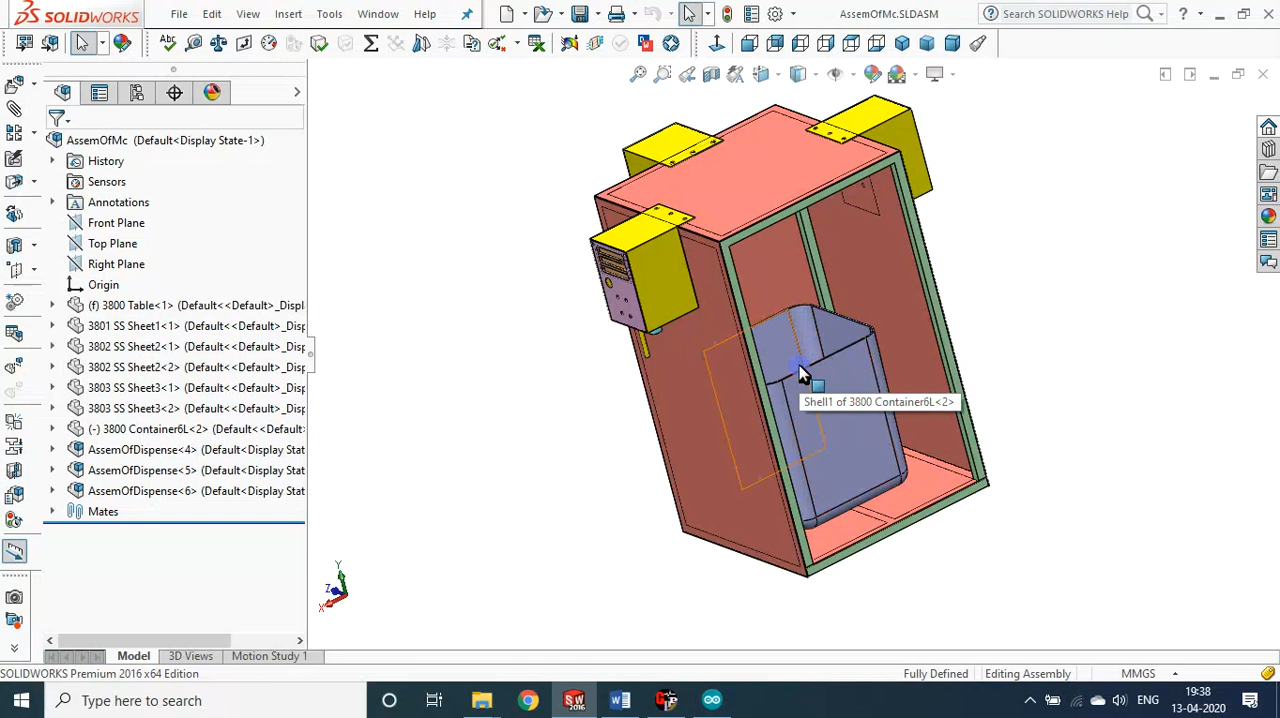 SOLIDWORKS File Edit View Insert Tools Window Help AssemOfMc.SLDASM Search SOLIDWORKS Help ?
AssemOfMc (Default<Display State-1>)
History
Sensors
Annotations
Front Plane
Top Plane
Right Plane
Origin
(f) 3800 Table<1> (Default<<Default>_Displ
3801 SS Sheet1<1> (Default<<Default>_Disp
3802 SS Sheet2<1> (Default<<Default>_Disp
3802 SS Sheet2<2> (Default<<Default>_Disp
3803 SS Sheet3<1> (Default<<Default>_Disp
3803 SS Sheet3<2> (Default<<Default>_Disp
(-) 3800 Container6L<2> (Default<<Default>
AssemOfDispense<4> (Default<Display Stat
AssemOfDispense<5> (Default<Display Stat
AssemOfDispense<6> (Default<Display Stat
Mates
Shell1 of 3800 Container6L<2>
Y
Z
X
Model 3D Views Motion Study 1
SOLIDWORKS Premium 2016 x64 Edition Fully Defined Editing Assembly MMGS
Type here to search
SW
2016
ENG
19:38
13-04-2020